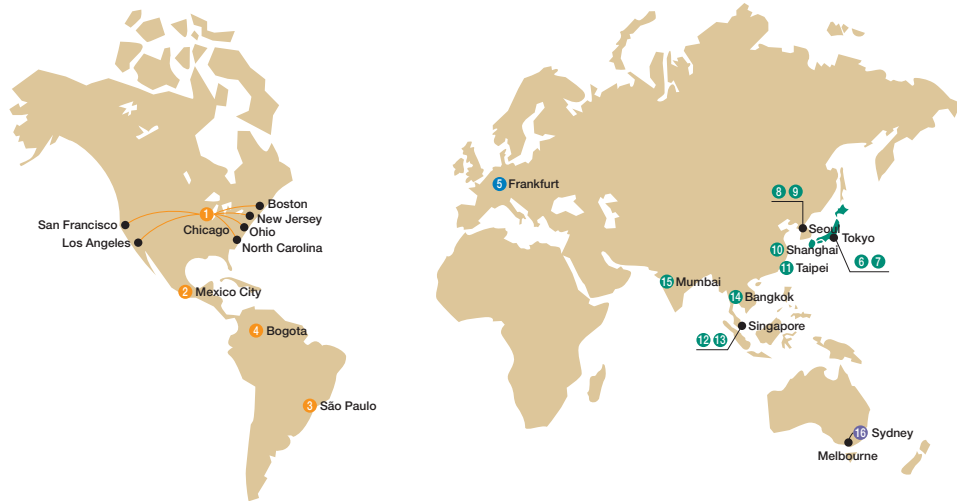 San Francisco
Los Angeles
1
Chicago
Boston
New Jersey
Ohio
North Carolina
2 Mexico City
4 Bogota
3 São Paulo
5 Frankfurt
8 9
Seoul
Tokyo
6 7
10 Shanghai
11 Taipei
15 Mumbai
14 Bangkok
Singapore
12 13
16 Sydney
Melbourne